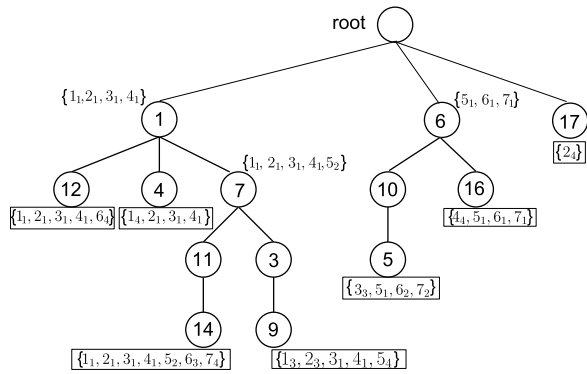 root
{1₁,2₁, 3₁, 4₁}
1
{5₁, 6₁, 7₁}
6
17
{2₄}
12
4
7
{1₁, 2₁, 3₁, 4₁,5₂}
10
16
{1₁, 2₁, 3₁, 4₁, 6₄}
{1₄, 2₁, 3₁, 4₁}
{4₄, 5₁, 6₁, 7₁}
11
3
5
{3₃, 5₁, 6₂, 7₂}
14
9
{1₁, 2₁, 3₁, 4₁, 5₂, 6₃, 7₄}
{1₃, 2₃, 3₁, 4₁, 5₄}